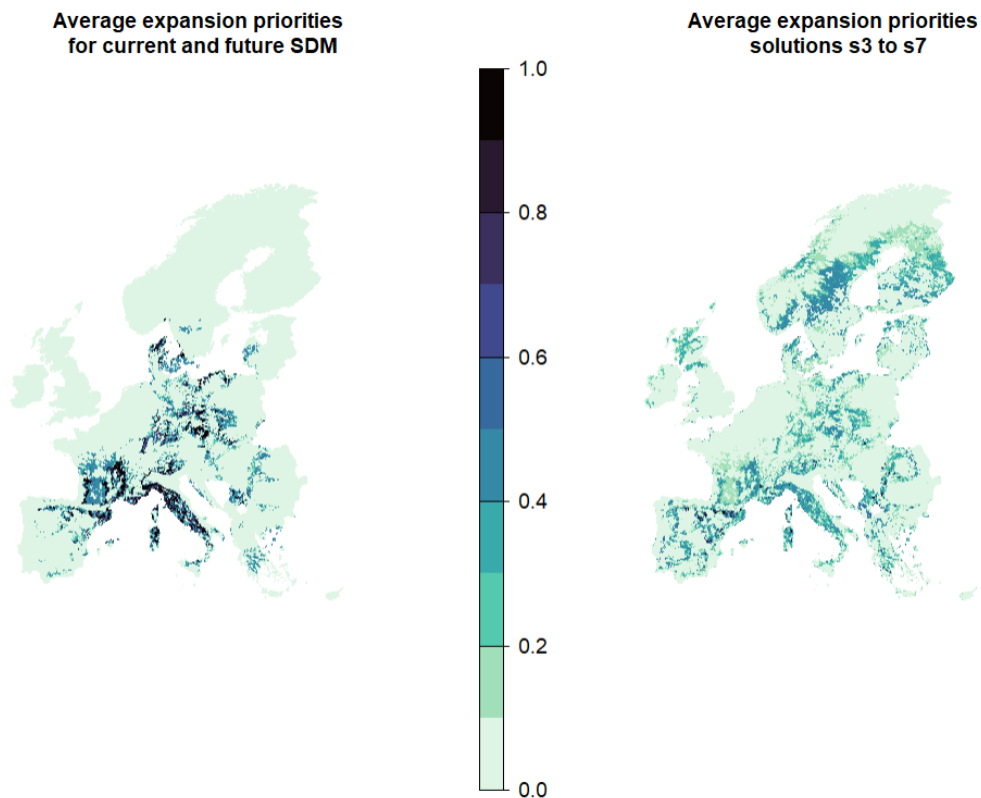 Average expansion priorities
for current and future SDM
Average expansion priorities
solutions s3 to s7
1.0
0.8
0.6
0.4
0.2
0.0